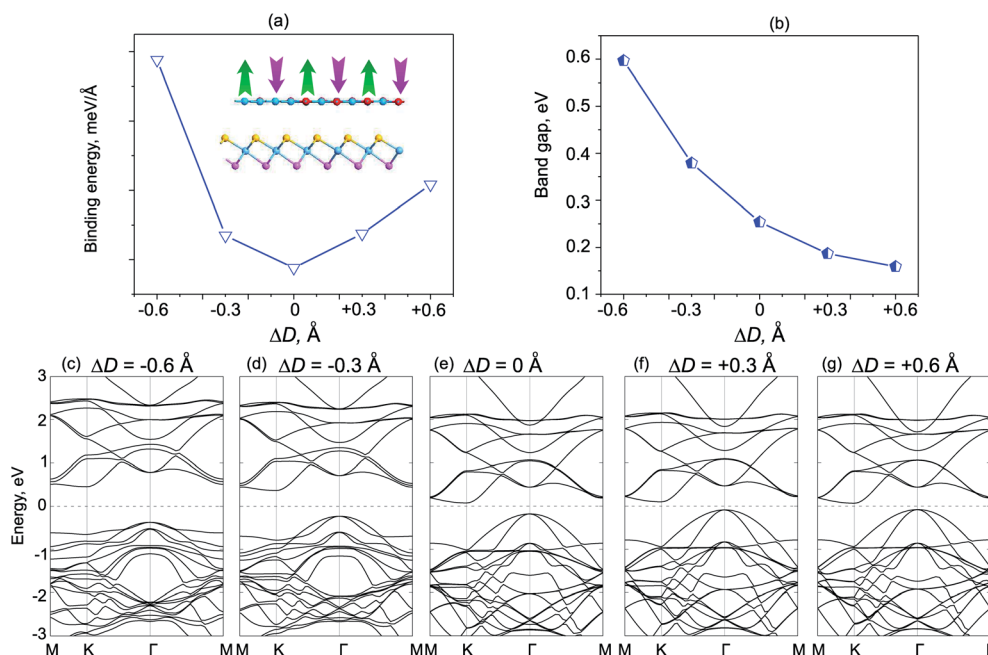 (a)
Binding energy, meV/Å
-0.6 -0.3 0 +0.3 +0.6
ΔD, Å
(b)
Band gap, eV
0.6
0.5
0.4
0.3
0.2
0.1
-0.6 -0.3 0 +0.3 +0.6
ΔD, Å
(c) ΔD = -0.6 Å
(d) ΔD = -0.3 Å
(e) ΔD = 0 Å
(f) ΔD = +0.3 Å
(g) ΔD = +0.6 Å
Energy, eV
3
2
1
0
-1
-2
-3
M K Γ M M K Γ M M K Γ M K Γ M K Γ M